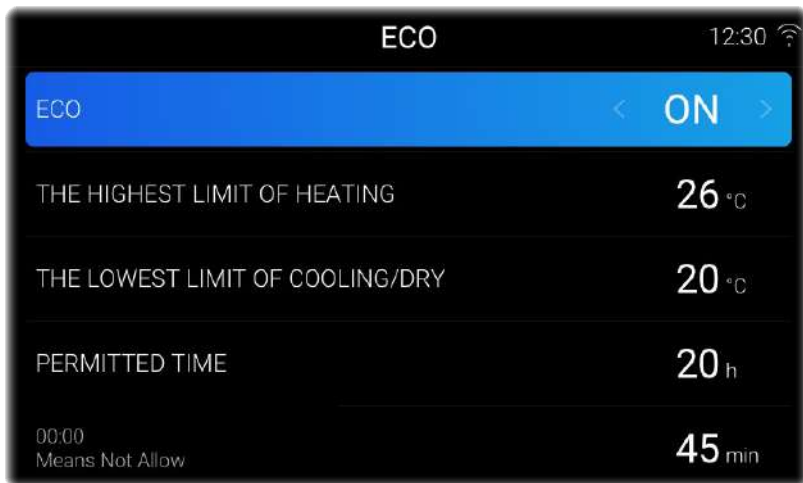 ECO 12:30
ECO < ON >
THE HIGHEST LIMIT OF HEATING 26 °C
THE LOWEST LIMIT OF COOLING/DRY 20 °C
PERMITTED TIME 20 h
00:00
Means Not Allow 45 min